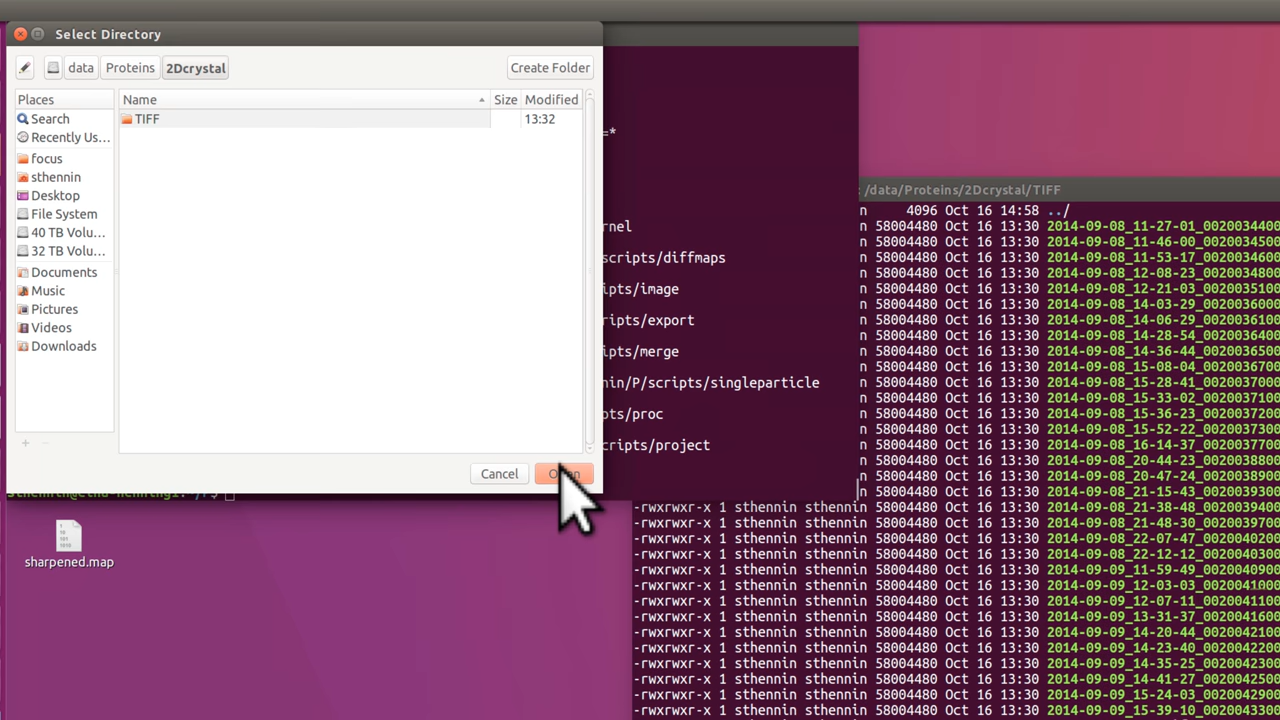 Select Directory
data Proteins 2Dcrystal Create Folder
Places
Search
Recently Us...
focus
sthennin
Desktop
File System
40 TB Volu...
32 TB Volu...
Documents
Music
Pictures
Videos
Downloads
Name Size Modified
TIFF 13:32
Cancel
=*
rnel
scripts/diffmaps
ipts/image
ripts/export
ipts/merge
in/P/scripts/singleparticle
pts/proc
cripts/project
sharpened.map
: /data/Proteins/2Dcrystal/TIFF
n 4096 Oct 16 14:58 ../
n 58004480 Oct 16 13:30 2014-09-08_11-27-01_0020034400
n 58004480 Oct 16 13:30 2014-09-08_11-46-00_0020034500
n 58004480 Oct 16 13:30 2014-09-08_11-53-17_0020034600
n 58004480 Oct 16 13:30 2014-09-08_12-08-23_0020034800
n 58004480 Oct 16 13:30 2014-09-08_12-21-03_0020035100
n 58004480 Oct 16 13:30 2014-09-08_14-03-29_0020036000
n 58004480 Oct 16 13:30 2014-09-08_14-06-29_0020036100
n 58004480 Oct 16 13:30 2014-09-08_14-28-54_0020036400
n 58004480 Oct 16 13:30 2014-09-08_14-36-44_0020036500
n 58004480 Oct 16 13:30 2014-09-08_15-08-04_0020036700
n 58004480 Oct 16 13:30 2014-09-08_15-28-41_0020037000
n 58004480 Oct 16 13:30 2014-09-08_15-33-02_0020037100
n 58004480 Oct 16 13:30 2014-09-08_15-36-23_0020037200
n 58004480 Oct 16 13:30 2014-09-08_15-52-22_0020037300
n 58004480 Oct 16 13:30 2014-09-08_16-14-37_0020037700
n 58004480 Oct 16 13:30 2014-09-08_20-44-23_0020038800
n 58004480 Oct 16 13:30 2014-09-08_20-47-24_0020038900
n 58004480 Oct 16 13:30 2014-09-08_21-15-43_0020039300
-rwxrwxr-x 1 sthennin sthennin 58004480 Oct 16 13:30 2014-09-08_21-38-48_0020039400
-rwxrwxr-x 1 sthennin sthennin 58004480 Oct 16 13:30 2014-09-08_21-48-30_0020039700
-rwxrwxr-x 1 sthennin sthennin 58004480 Oct 16 13:30 2014-09-08_22-07-47_0020040200
-rwxrwxr-x 1 sthennin sthennin 58004480 Oct 16 13:30 2014-09-08_22-12-12_0020040300
-rwxrwxr-x 1 sthennin sthennin 58004480 Oct 16 13:30 2014-09-09_11-59-49_0020040900
-rwxrwxr-x 1 sthennin sthennin 58004480 Oct 16 13:30 2014-09-09_12-03-03_0020041000
-rwxrwxr-x 1 sthennin sthennin 58004480 Oct 16 13:30 2014-09-09_12-07-11_0020041100
-rwxrwxr-x 1 sthennin sthennin 58004480 Oct 16 13:30 2014-09-09_13-31-37_0020041600
-rwxrwxr-x 1 sthennin sthennin 58004480 Oct 16 13:30 2014-09-09_14-20-44_0020042100
-rwxrwxr-x 1 sthennin sthennin 58004480 Oct 16 13:30 2014-09-09_14-23-40_0020042200
-rwxrwxr-x 1 sthennin sthennin 58004480 Oct 16 13:30 2014-09-09_14-35-25_0020042300
-rwxrwxr-x 1 sthennin sthennin 58004480 Oct 16 13:30 2014-09-09_14-41-27_0020042500
-rwxrwxr-x 1 sthennin sthennin 58004480 Oct 16 13:30 2014-09-09_15-24-03_0020042900
-rwxrwxr-x 1 sthennin sthennin 58004480 Oct 16 13:30 2014-09-09_15-39-10_0020043300